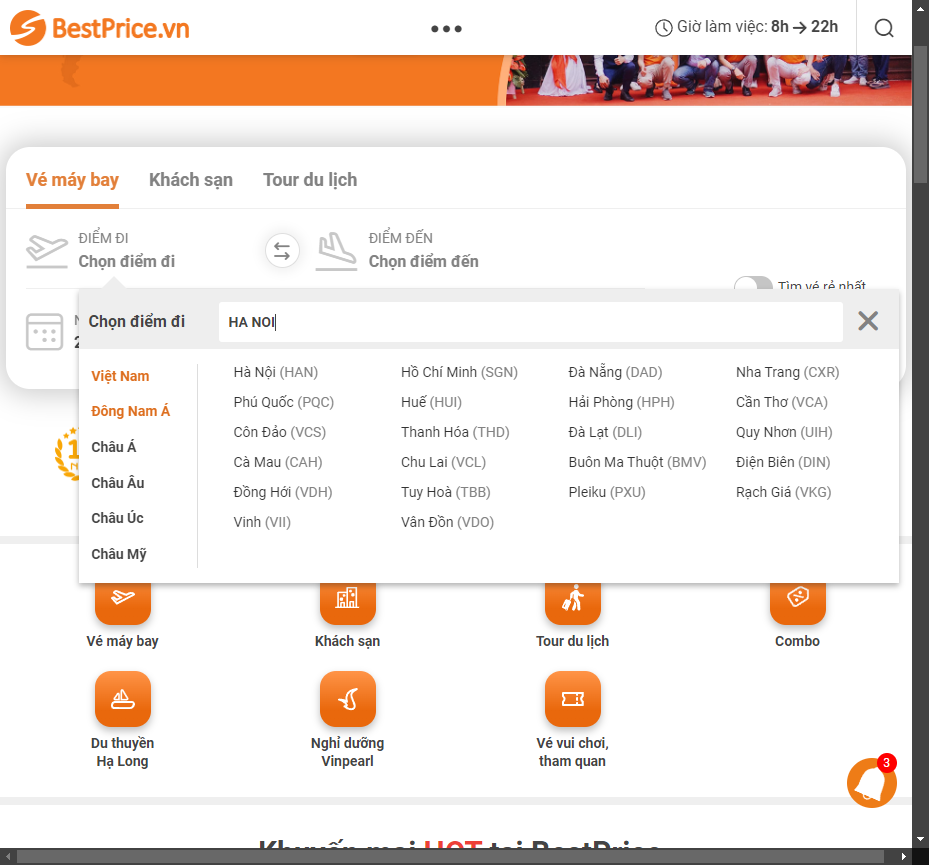 BestPrice.vn
Giờ làm việc: 8h → 22h
Vé máy bay Khách sạn Tour du lịch
ĐIỂM ĐI
Chọn điểm đi
ĐIỂM ĐẾN
Chọn điểm đến
Tìm vé rẻ nhất
Chọn điểm đi HA NOI
Việt Nam
Đông Nam Á
Châu Á
Châu Âu
Châu Úc
Châu Mỹ
Hà Nội (HAN) Hồ Chí Minh (SGN) Đà Nẵng (DAD) Nha Trang (CXR)
Phú Quốc (PQC) Huế (HUI) Hải Phòng (HPH) Cần Thơ (VCA)
Côn Đảo (VCS) Thanh Hóa (THD) Đà Lạt (DLI) Quy Nhơn (UIH)
Cà Mau (CAH) Chu Lai (VCL) Buôn Ma Thuột (BMV) Điện Biên (DIN)
Đồng Hới (VDH) Tuy Hoà (TBB) Pleiku (PXU) Rạch Giá (VKG)
Vinh (VII) Vân Đồn (VDO)
Vé máy bay Khách sạn Tour du lịch Combo
Du thuyền
Hạ Long
Nghỉ dưỡng
Vinpearl
Vé vui chơi,
tham quan
3
Khuyến mại HOT tại BestPrice